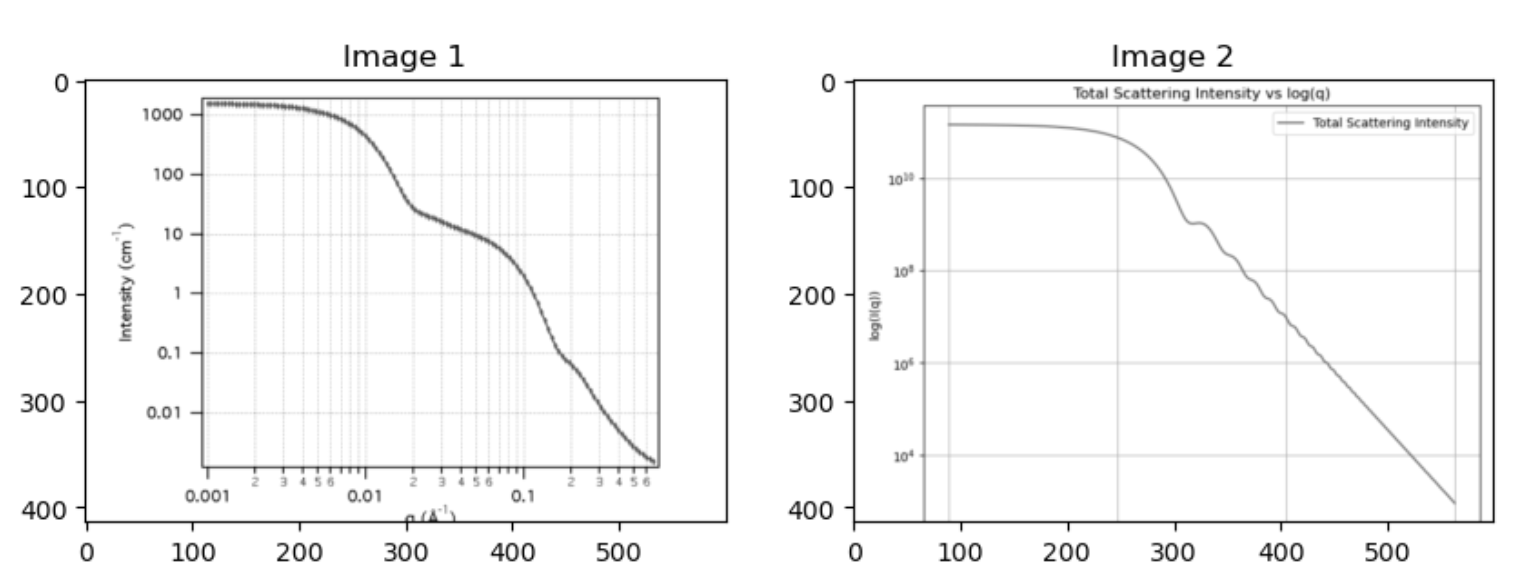 Image 1
0
100
200
300
400
0 100 200 300 400 500
Intensity (cm⁻¹)
1000
100
10
1
0.1
0.01
2 3 4 5 6 2 3 4 5 6 2 3 4 5 6
0.001 0.01 0.1
q (Å⁻¹)
Image 2
0
100
200
300
400
0 100 200 300 400 500
Total Scattering Intensity vs log(q)
Total Scattering Intensity
log(I(q))
10¹⁰
10⁸
10⁶
10⁴